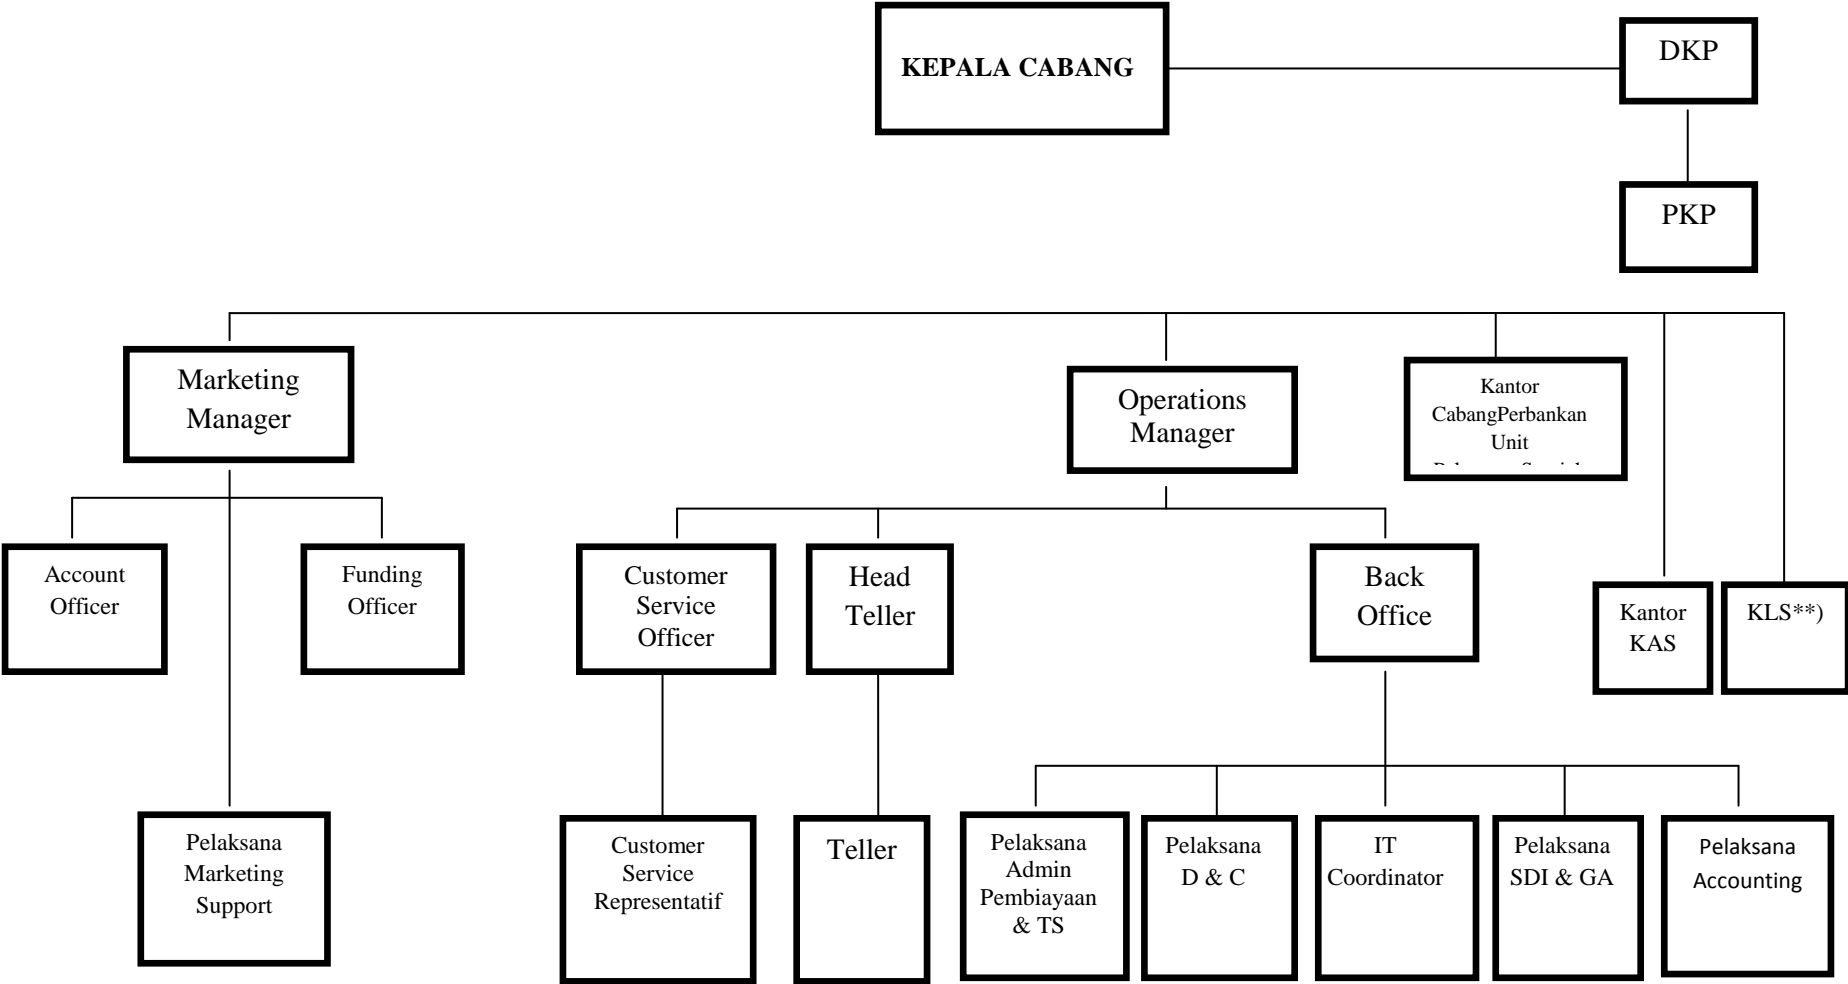 KEPALA CABANG
DKP
PKP
Marketing
Manager
Operations
Manager
Kantor
CabangPerbankan
Unit
Account
Officer
Funding
Officer
Customer
Service
Officer
Head
Teller
Back
Office
Kantor
KAS
KLS**)
Pelaksana
Marketing
Support
Customer
Service
Representatif
Teller
Pelaksana
Admin
Pembiayaan
& TS
Pelaksana
D & C
IT
Coordinator
Pelaksana
SDI & GA
Pelaksana
Accounting